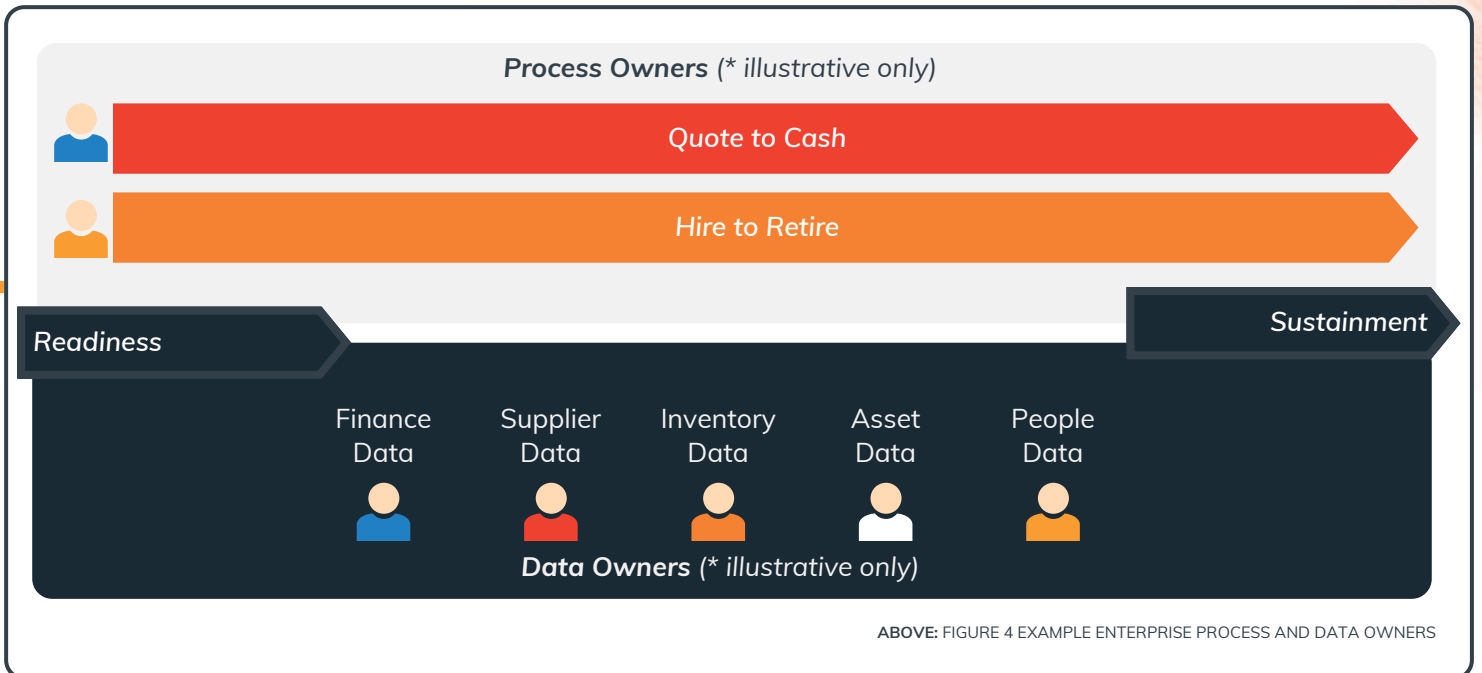 Process Owners (* illustrative only)
Quote to Cash
Hire to Retire
Readiness
Sustainment
Finance
Data
Supplier
Data
Inventory
Data
Asset
Data
People
Data
Data Owners (* illustrative only)
ABOVE: FIGURE 4 EXAMPLE ENTERPRISE PROCESS AND DATA OWNERS